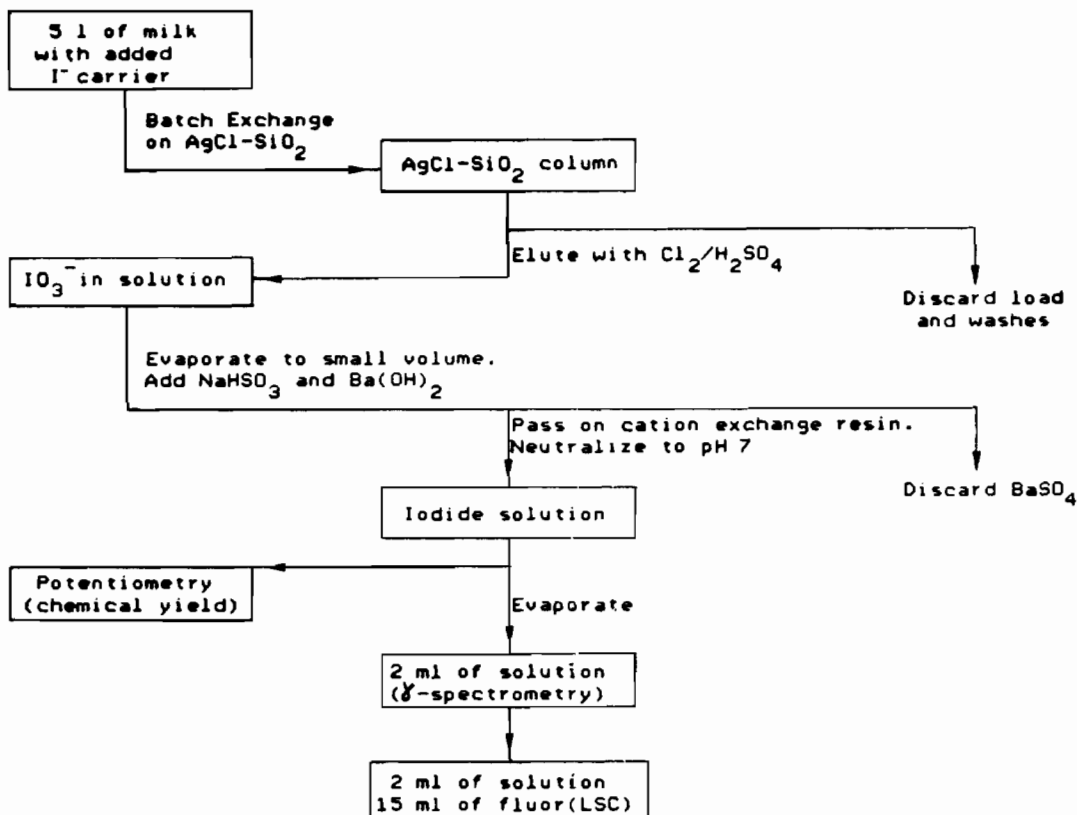 5 l of milk
with added
I⁻ carrier
Batch Exchange
on AgCl-SiO₂
AgCl-SiO₂ column
Elute with Cl₂/H₂SO₄
IO₃⁻ in solution
Discard load
and washes
Evaporate to small volume.
Add NaHSO₃ and Ba(OH)₂
Pass on cation exchange resin.
Neutralize to pH 7
Discard BaSO₄
Iodide solution
Potentiometry
(chemical yield)
Evaporate
2 ml of solution
(γ-spectrometry)
2 ml of solution
15 ml of fluor(LSC)